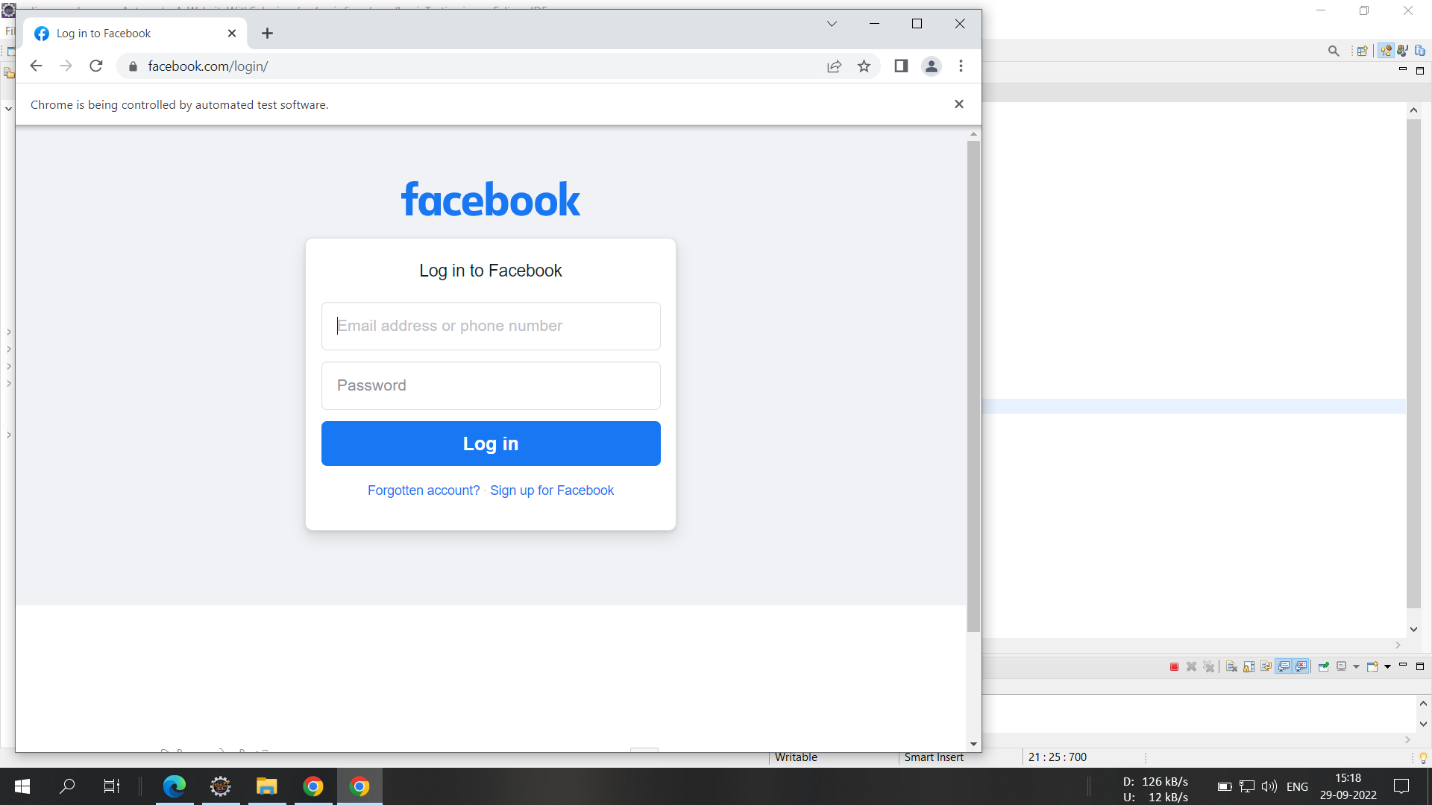 Log in to Facebook
facebook.com/login/
Chrome is being controlled by automated test software.
facebook
Log in to Facebook
Email address or phone number
Password
Log in
Forgotten account? · Sign up for Facebook
Writable
Smart Insert
21 : 25 : 700
D: 126 kB/s
U: 12 kB/s
ENG
15:18
29-09-2022